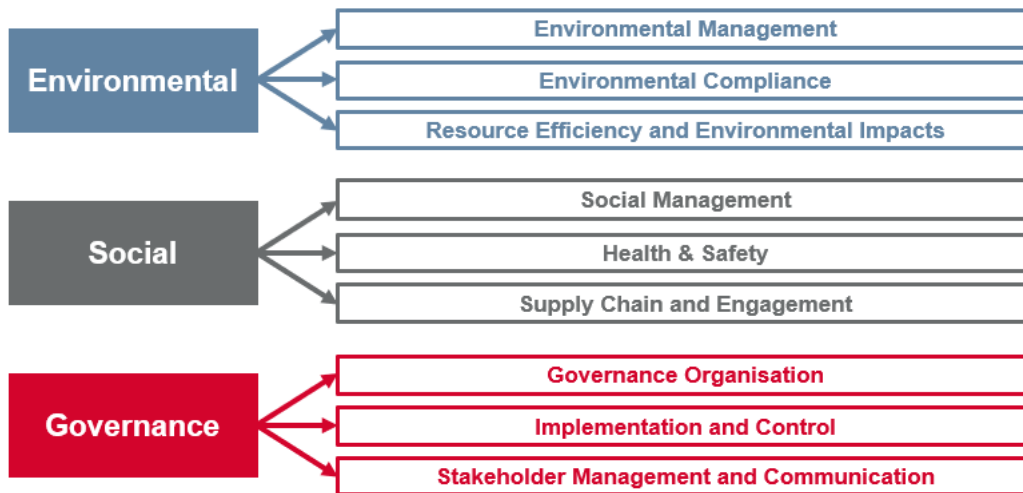 Environmental
Environmental Management
Environmental Compliance
Resource Efficiency and Environmental Impacts
Social
Social Management
Health & Safety
Supply Chain and Engagement
Governance
Governance Organisation
Implementation and Control
Stakeholder Management and Communication